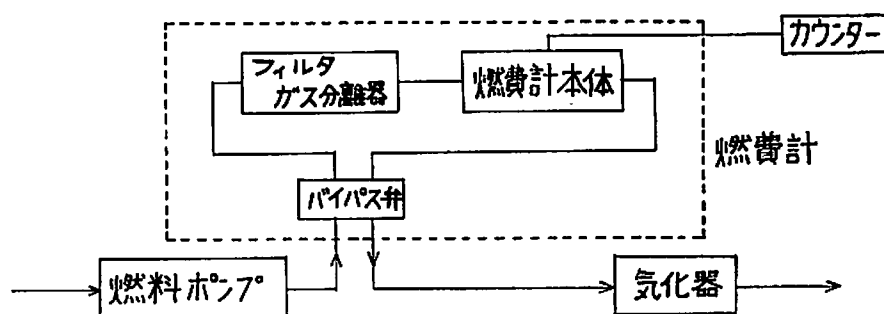 カウンター
フィルタ
ガス分離器
燃費計本体
燃費計
バイパス弁
燃料ポンプ
気化器